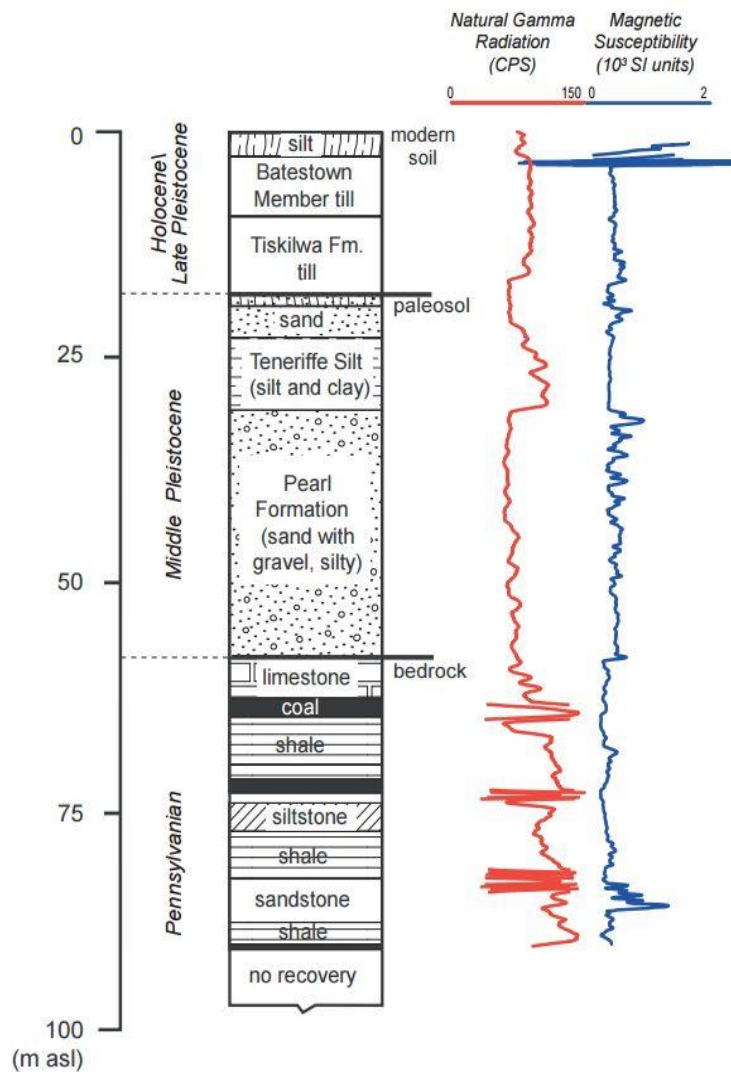 Natural Gamma
Radiation
(CPS)
Magnetic
Susceptibility
(10³ SI units)
0
150
0
2
0
25
50
75
100
(m asl)
Holocene\
Late Pleistocene
Middle Pleistocene
Pennsylvanian
silt
modern
soil
Batestown
Member till
Tiskilwa Fm.
till
paleosol
sand
Teneriffe Silt
(silt and clay)
Pearl
Formation
(sand with
gravel, silty)
bedrock
limestone
coal
shale
siltstone
shale
sandstone
shale
no recovery